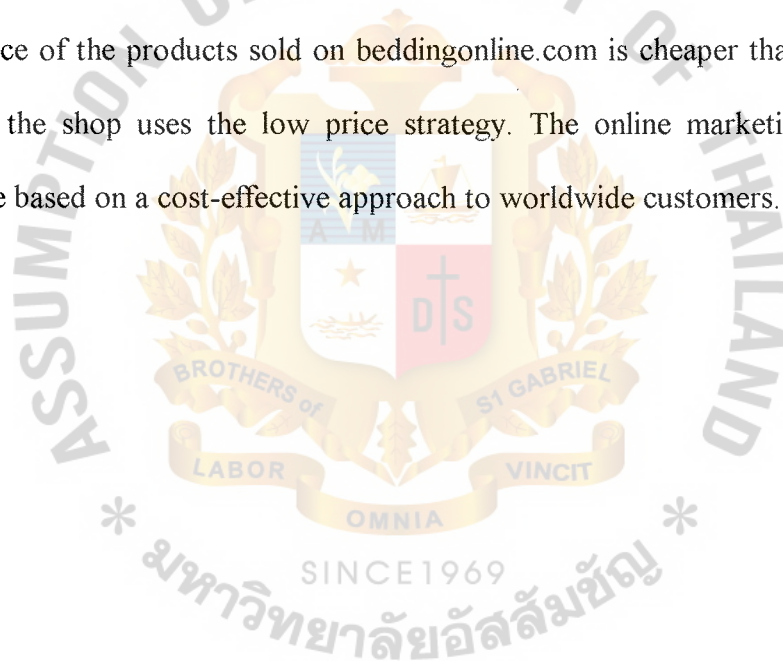 ce of the products sold on beddingonline.com is cheaper tha
the shop uses the low price strategy. The online marketi
e based on a cost-effective approach to worldwide customers.
ASSUMPTION UNIVERSITY OF THAILAND
A M
D S
BROTHERS of ST GABRIEL
LABOR OMNIA VINCIT
SINCE1969
* มหาวิทยาลัยอัสสัมชัญ *